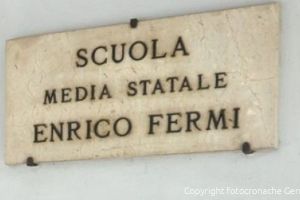 SCUOLA
MEDIA STATALE
ENRICO FERMI
Copyright Fotocronache